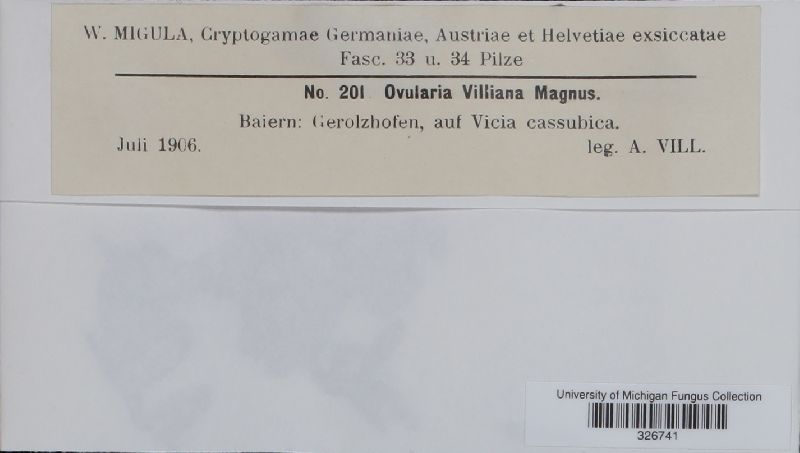 W. MIGULA, Cryptogamae Germaniae, Austriae et Helvetiae exsiccatae
Fasc. 33 u. 34 Pilze
No. 201 Ovularia Villiana Magnus.
Baiern: Gerolzhofen, auf Vicia cassubica.
Juli 1906. leg. A. VILL.
University of Michigan Fungus Collection
326741